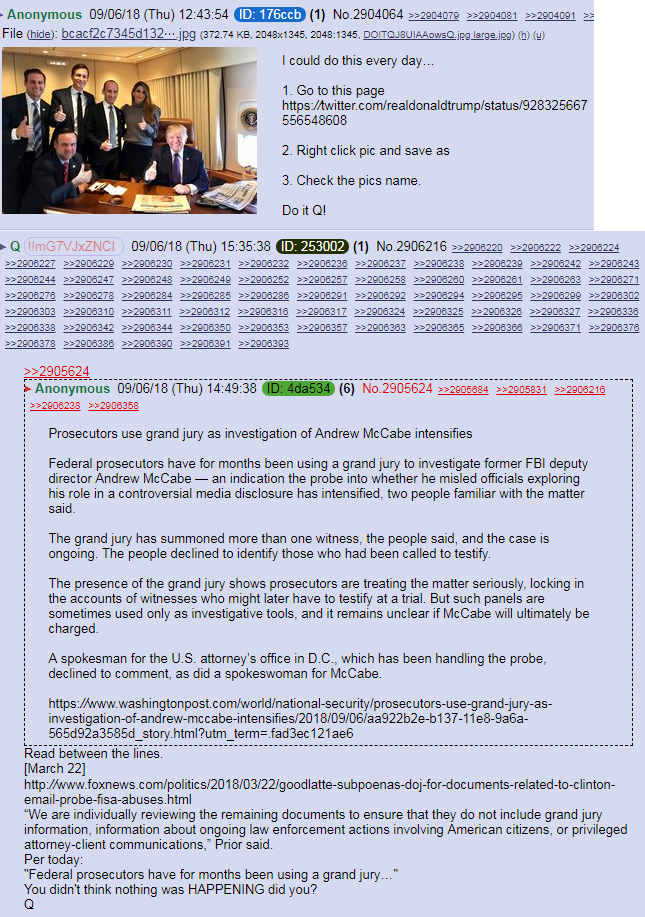 Anonymous 09/06/18 (Thu) 12:43:54 ID: 176ccb (1) No.2904064 >>2904079 >>2904081 >>2904091 >>
File (hide): bcacf2c7345d132⋯.jpg (372.74 KB, 2048x1345, 2048:1345, DOITQJ8UIAAowsQ.jpg large.jpg) (h) (u)
I could do this every day…
1. Go to this page
https://twitter.com/realdonaldtrump/status/928325667
556548608
2. Right click pic and save as
3. Check the pics name.
Do it Q!
Q !!mG7VJxZNCI 09/06/18 (Thu) 15:35:38 ID: 253002 (1) No.2906216 >>2906220 >>2906222 >>2906224
>>2906227 >>2906229 >>2906230 >>2906231 >>2906232 >>2906236 >>2906237 >>2906238 >>2906239 >>2906242 >>2906243
>>2906244 >>2906247 >>2906248 >>2906249 >>2906252 >>2906257 >>2906258 >>2906260 >>2906261 >>2906263 >>2906271
>>2906276 >>2906278 >>2906284 >>2906285 >>2906286 >>2906291 >>2906292 >>2906294 >>2906295 >>2906299 >>2906302
>>2906303 >>2906310 >>2906311 >>2906312 >>2906316 >>2906317 >>2906324 >>2906325 >>2906326 >>2906327 >>2906336
>>2906338 >>2906342 >>2906344 >>2906350 >>2906353 >>2906357 >>2906363 >>2906365 >>2906366 >>2906371 >>2906376
>>2906378 >>2906386 >>2906390 >>2906391 >>2906393
>>2905624
Anonymous 09/06/18 (Thu) 14:49:38 ID: 4da534 (6) No.2905624 >>2905684 >>2905831 >>2906216
>>2906238 >>2906358
Prosecutors use grand jury as investigation of Andrew McCabe intensifies
Federal prosecutors have for months been using a grand jury to investigate former FBI deputy
director Andrew McCabe — an indication the probe into whether he misled officials exploring
his role in a controversial media disclosure has intensified, two people familiar with the matter
said.
The grand jury has summoned more than one witness, the people said, and the case is
ongoing. The people declined to identify those who had been called to testify.
The presence of the grand jury shows prosecutors are treating the matter seriously, locking in
the accounts of witnesses who might later have to testify at a trial. But such panels are
sometimes used only as investigative tools, and it remains unclear if McCabe will ultimately be
charged.
A spokesman for the U.S. attorney's office in D.C., which has been handling the probe,
declined to comment, as did a spokeswoman for McCabe.
https://www.washingtonpost.com/world/national-security/prosecutors-use-grand-jury-as-
investigation-of-andrew-mccabe-intensifies/2018/09/06/aa922b2e-b137-11e8-9a6a-
565d92a3585d_story.html?utm_term=.fad3ec121ae6
Read between the lines.
[March 22]
http://www.foxnews.com/politics/2018/03/22/goodlatte-subpoenas-doj-for-documents-related-to-clinton-
email-probe-fisa-abuses.html
“We are individually reviewing the remaining documents to ensure that they do not include grand jury
information, information about ongoing law enforcement actions involving American citizens, or privileged
attorney-client communications,” Prior said.
Per today:
"Federal prosecutors have for months been using a grand jury…"
You didn't think nothing was HAPPENING did you?
Q